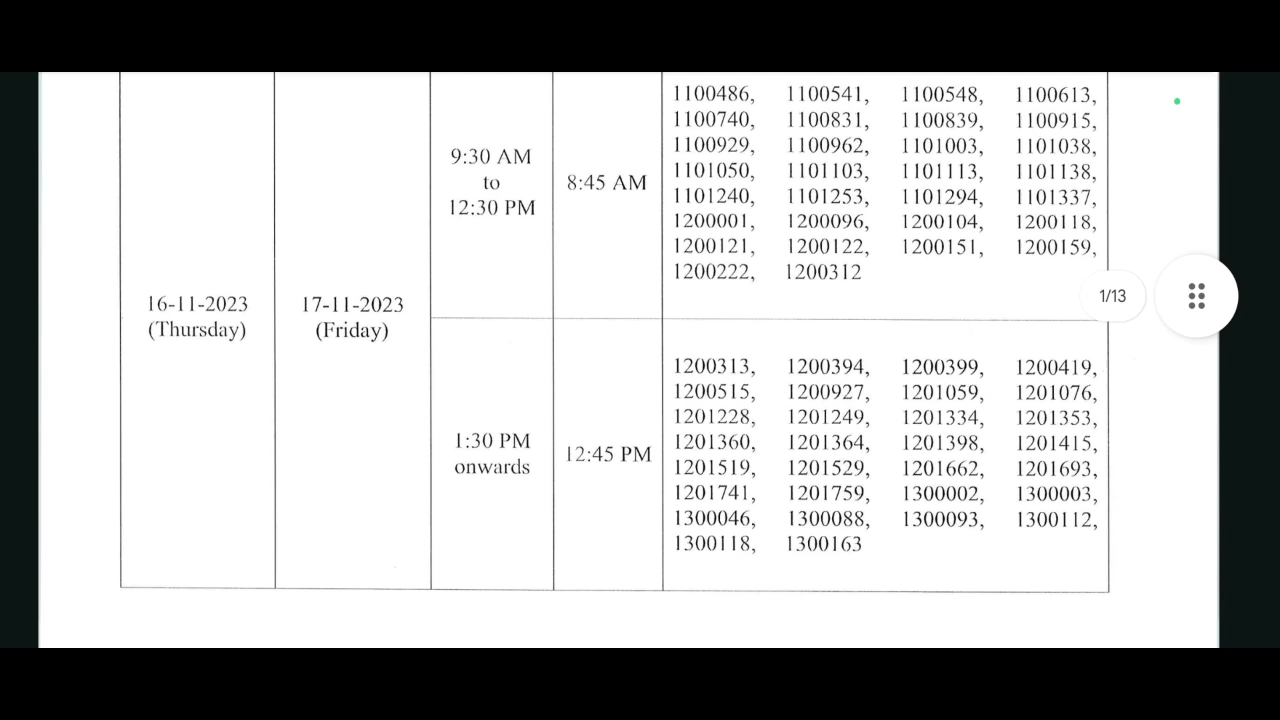 16-11-2023
(Thursday)
17-11-2023
(Friday)
9:30 AM
to
12:30 PM
8:45 AM
1100486, 1100541, 1100548, 1100613,
1100740, 1100831, 1100839, 1100915,
1100929, 1100962, 1101003, 1101038,
1101050, 1101103, 1101113, 1101138,
1101240, 1101253, 1101294, 1101337,
1200001, 1200096, 1200104, 1200118,
1200121, 1200122, 1200151, 1200159,
1200222, 1200312
1/13
1:30 PM
onwards
12:45 PM
1200313, 1200394, 1200399, 1200419,
1200515, 1200927, 1201059, 1201076,
1201228, 1201249, 1201334, 1201353,
1201360, 1201364, 1201398, 1201415,
1201519, 1201529, 1201662, 1201693,
1201741, 1201759, 1300002, 1300003,
1300046, 1300088, 1300093, 1300112,
1300118, 1300163